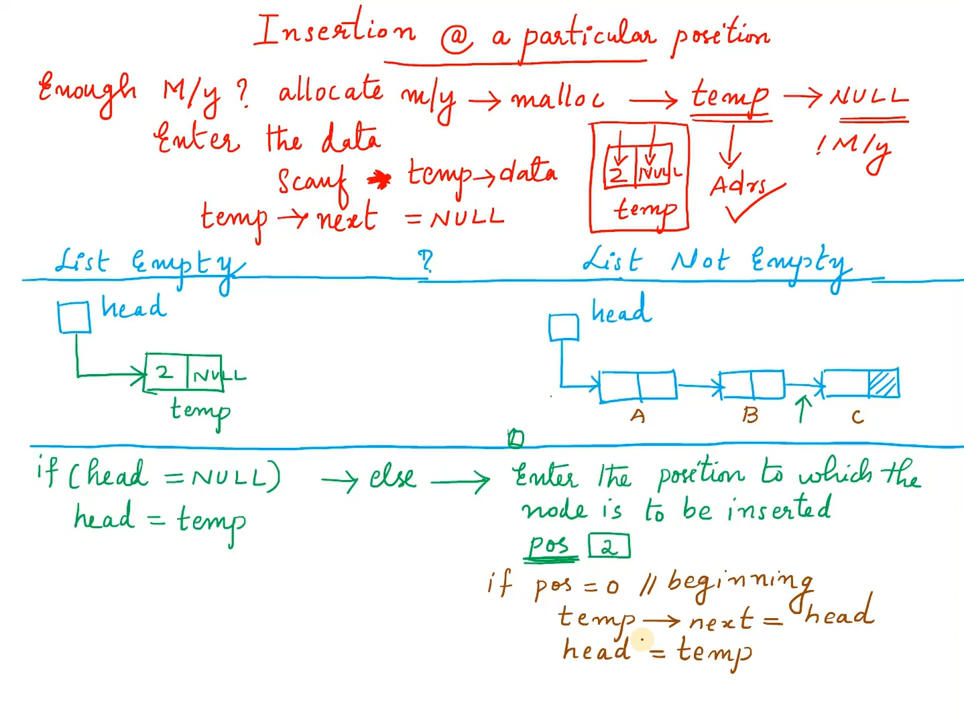 Insertion @ a particular position
Enough M/y ? allocate m/y → malloc → temp → NULL
Enter the data
! M/y
Scanf → temp→data
2 NULL
Adrs ✓
temp → next = NULL
temp
List Empty ? List Not Empty
head
head
2 NULL
temp
A B ↑ C
if (head = NULL) → else → Enter the position to which the
head = temp
node is to be inserted
pos 2
if pos = 0 // beginning
temp → next = head
head = temp